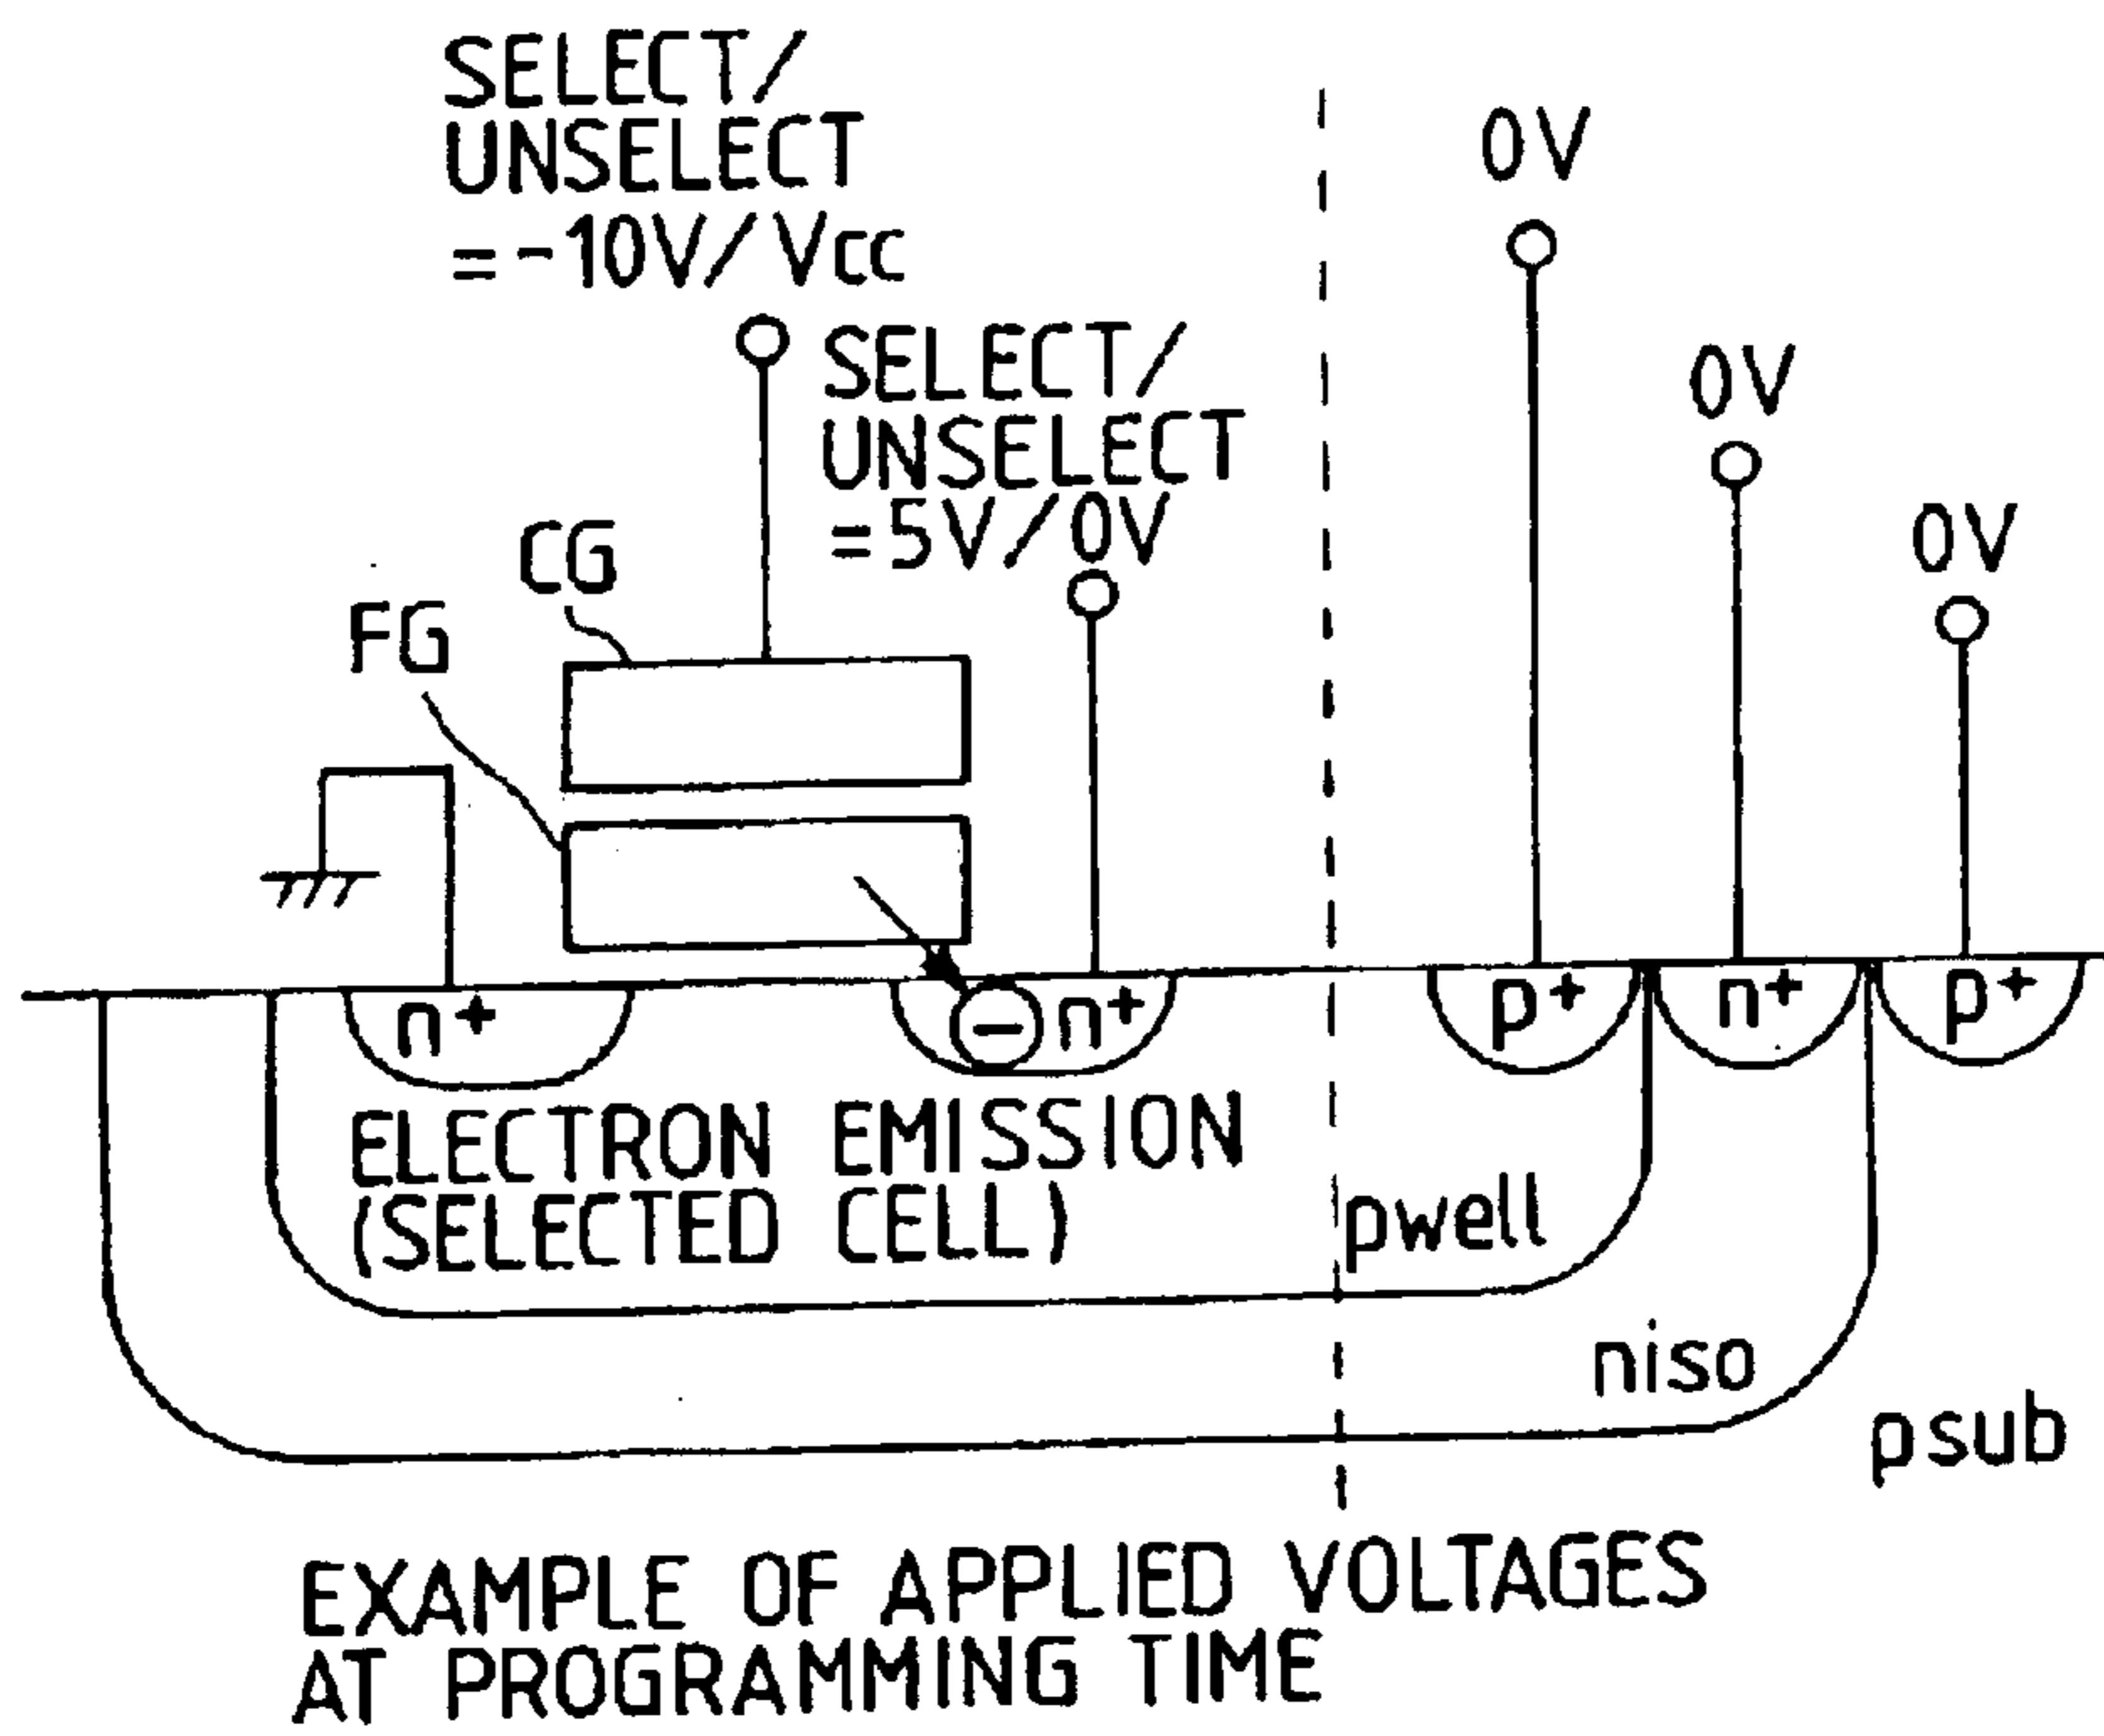 SELECT/
UNSELECT
=-10V/Vcc
SELECT/
UNSELECT
=5V/0V
0V
0V
0V
CG
FG
n+
- n+
p+
n+
p+
ELECTRON EMISSION
(SELECTED CELL)
pwell
niso
psub
EXAMPLE OF APPLIED VOLTAGES
AT PROGRAMMING TIME